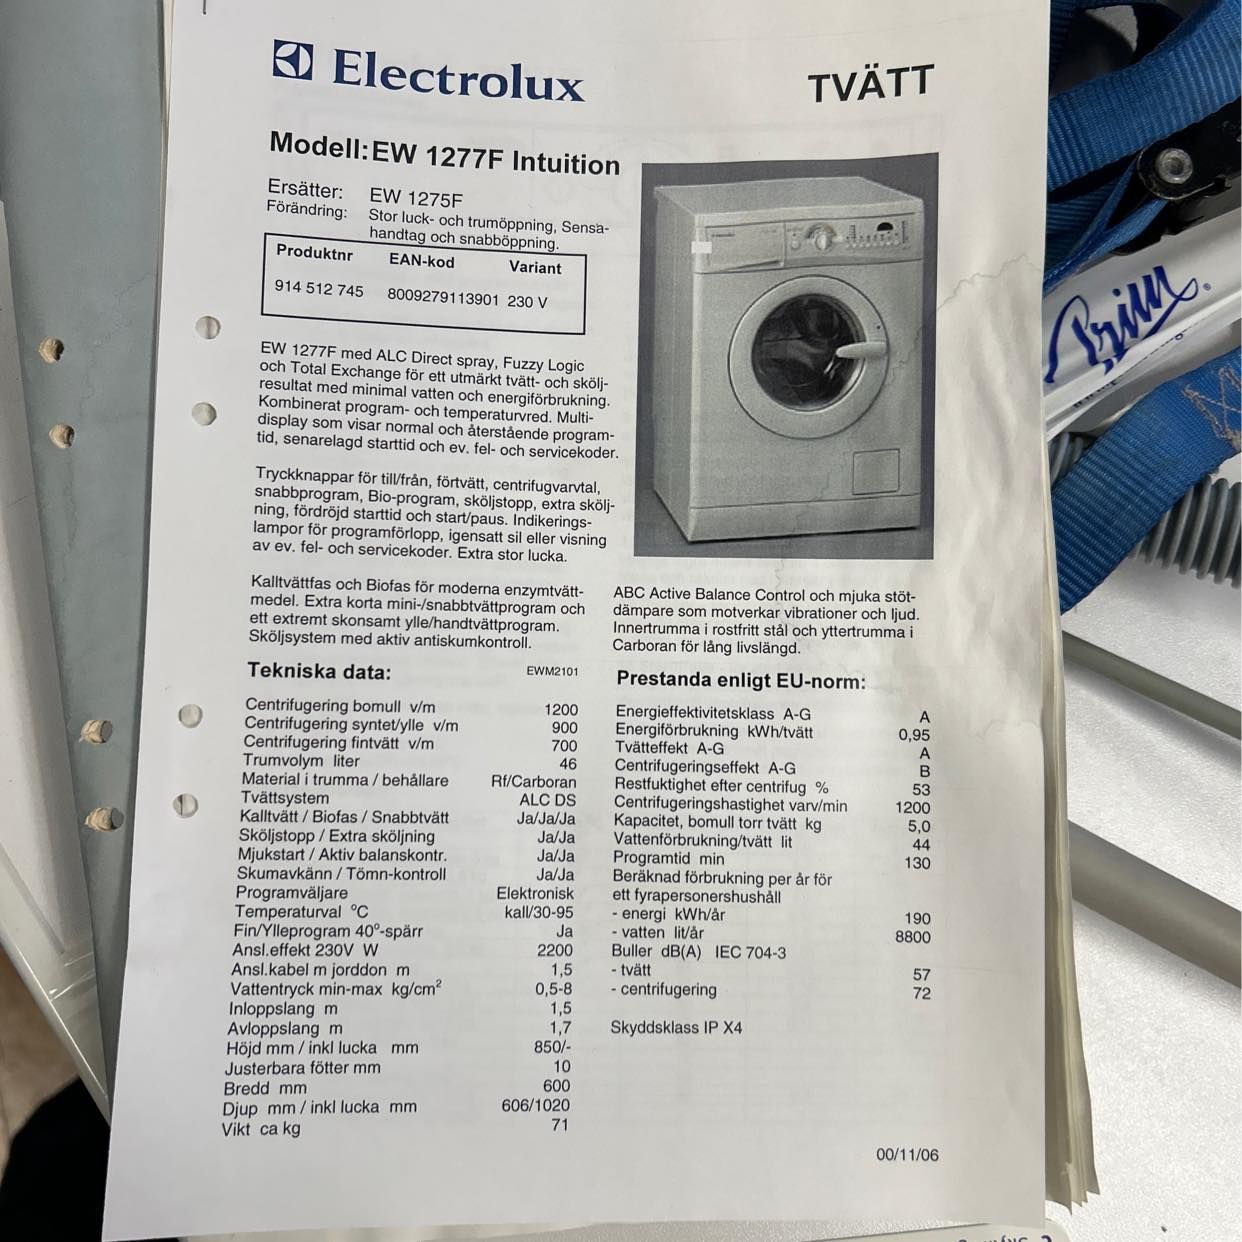 Electrolux
TVÄTT
Modell: EW 1277F Intuition
Ersätter: EW 1275F
Förändring: Stor luck- och trumöppning, Sensa-
handtag och snabböppning.
Produktnr EAN-kod Variant
914 512 745 8009279113901 230 V
EW 1277F med ALC Direct spray, Fuzzy Logic
och Total Exchange för ett utmärkt tvätt- och skölj-
resultat med minimal vatten och energiförbrukning.
Kombinerat program- och temperaturvred. Multi-
display som visar normal och återstående program-
tid, senarelagd starttid och ev. fel- och servicekoder.
Tryckknappar för till/från, förtvätt, centrifugvarvtal,
snabbprogram, Bio-program, sköljstopp, extra skölj-
ning, fördröjd starttid och start/paus. Indikerings-
lampor för programförlopp, igensatt sil eller visning
av ev. fel- och servicekoder. Extra stor lucka.
Kalltvättfas och Biofas för moderna enzymtvätt-
medel. Extra korta mini-/snabbtvättprogram och
ett extremt skonsamt ylle/handtvättprogram.
Sköljsystem med aktiv antiskumkontroll.
ABC Active Balance Control och mjuka stöt-
dämpare som motverkar vibrationer och ljud.
Innertrumma i rostfritt stål och yttertrumma i
Carboran för lång livslängd.
Tekniska data: EWM2101
Centrifugering bomull v/m 1200
Centrifugering syntet/ylle v/m 900
Centrifugering fintvätt v/m 700
Trumvolym liter 46
Material i trumma / behållare Rf/Carboran
Tvättsystem ALC DS
Kalltvätt / Biofas / Snabbtvätt Ja/Ja/Ja
Sköljstopp / Extra sköljning Ja/Ja
Mjukstart / Aktiv balanskontr. Ja/Ja
Skumavkänn / Tömn-kontroll Ja/Ja
Programväljare Elektronisk
Temperaturval °C kall/30-95
Fin/Ylleprogram 40°-spärr Ja
Ansl.effekt 230V W 2200
Ansl.kabel m jorddon m 1,5
Vattentryck min-max kg/cm² 0,5-8
Inloppslang m 1,5
Avloppslang m 1,7
Höjd mm / inkl lucka mm 850/-
Justerbara fötter mm 10
Bredd mm 600
Djup mm / inkl lucka mm 606/1020
Vikt ca kg 71
Prestanda enligt EU-norm:
Energieffektivitetsklass A-G A
Energiförbrukning kWh/tvätt 0,95
Tvätteffekt A-G A
Centrifugeringseffekt A-G B
Restfuktighet efter centrifug % 53
Centrifugeringshastighet varv/min 1200
Kapacitet, bomull torr tvätt kg 5,0
Vattenförbrukning/tvätt lit 44
Programtid min 130
Beräknad förbrukning per år för
ett fyrapersonershushåll
- energi kWh/år 190
- vatten lit/år 8800
Buller dB(A) IEC 704-3
- tvätt 57
- centrifugering 72
Skyddsklass IP X4
00/11/06
Prim